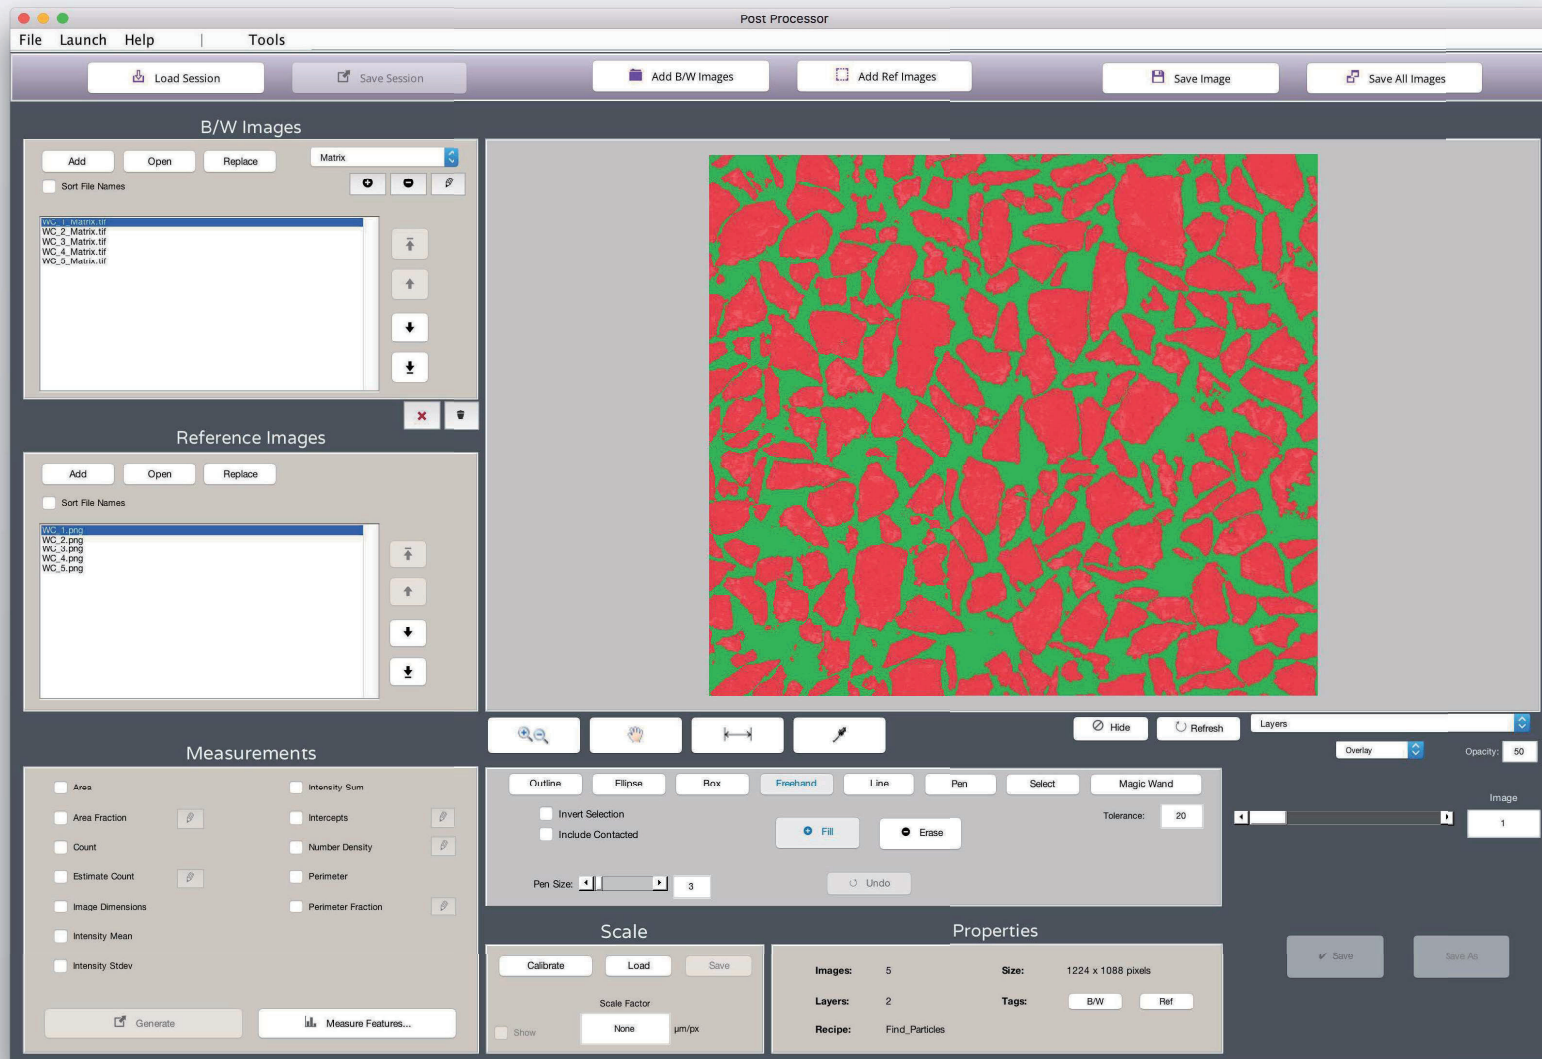 Post Processor
File Launch Help | Tools
Load Session Save Session Add B/W Images Add Ref Images Save Image Save All Images
B/W Images
Add Open Replace Matrix
Sort File Names
WC_1_Matrix.tif
WC_2_Matrix.tif
WC_3_Matrix.tif
WC_4_Matrix.tif
WC_5_Matrix.tif
Reference Images
Add Open Replace
Sort File Names
WC_1.png
WC_2.png
WC_3.png
WC_4.png
WC_5.png
Hide Refresh Layers
Overlay Opacity: 50
Measurements
Area Intensity Sum
Area Fraction Intercepts
Count Number Density
Estimate Count Perimeter
Image Dimensions Perimeter Fraction
Intensity Mean
Intensity Stdev
Generate Measure Features...
Outline Ellipse Box Freehand Line Pen Select Magic Wand
Invert Selection Tolerance: 20
Include Contacted Fill Erase
Pen Size: 3 Undo
Image
1
Scale
Calibrate Load Save
Scale Factor
Show None µm/px
Properties
Images: 5 Size: 1224 x 1088 pixels
Layers: 2 Tags: B/W Ref
Recipe: Find_Particles
Save Save As